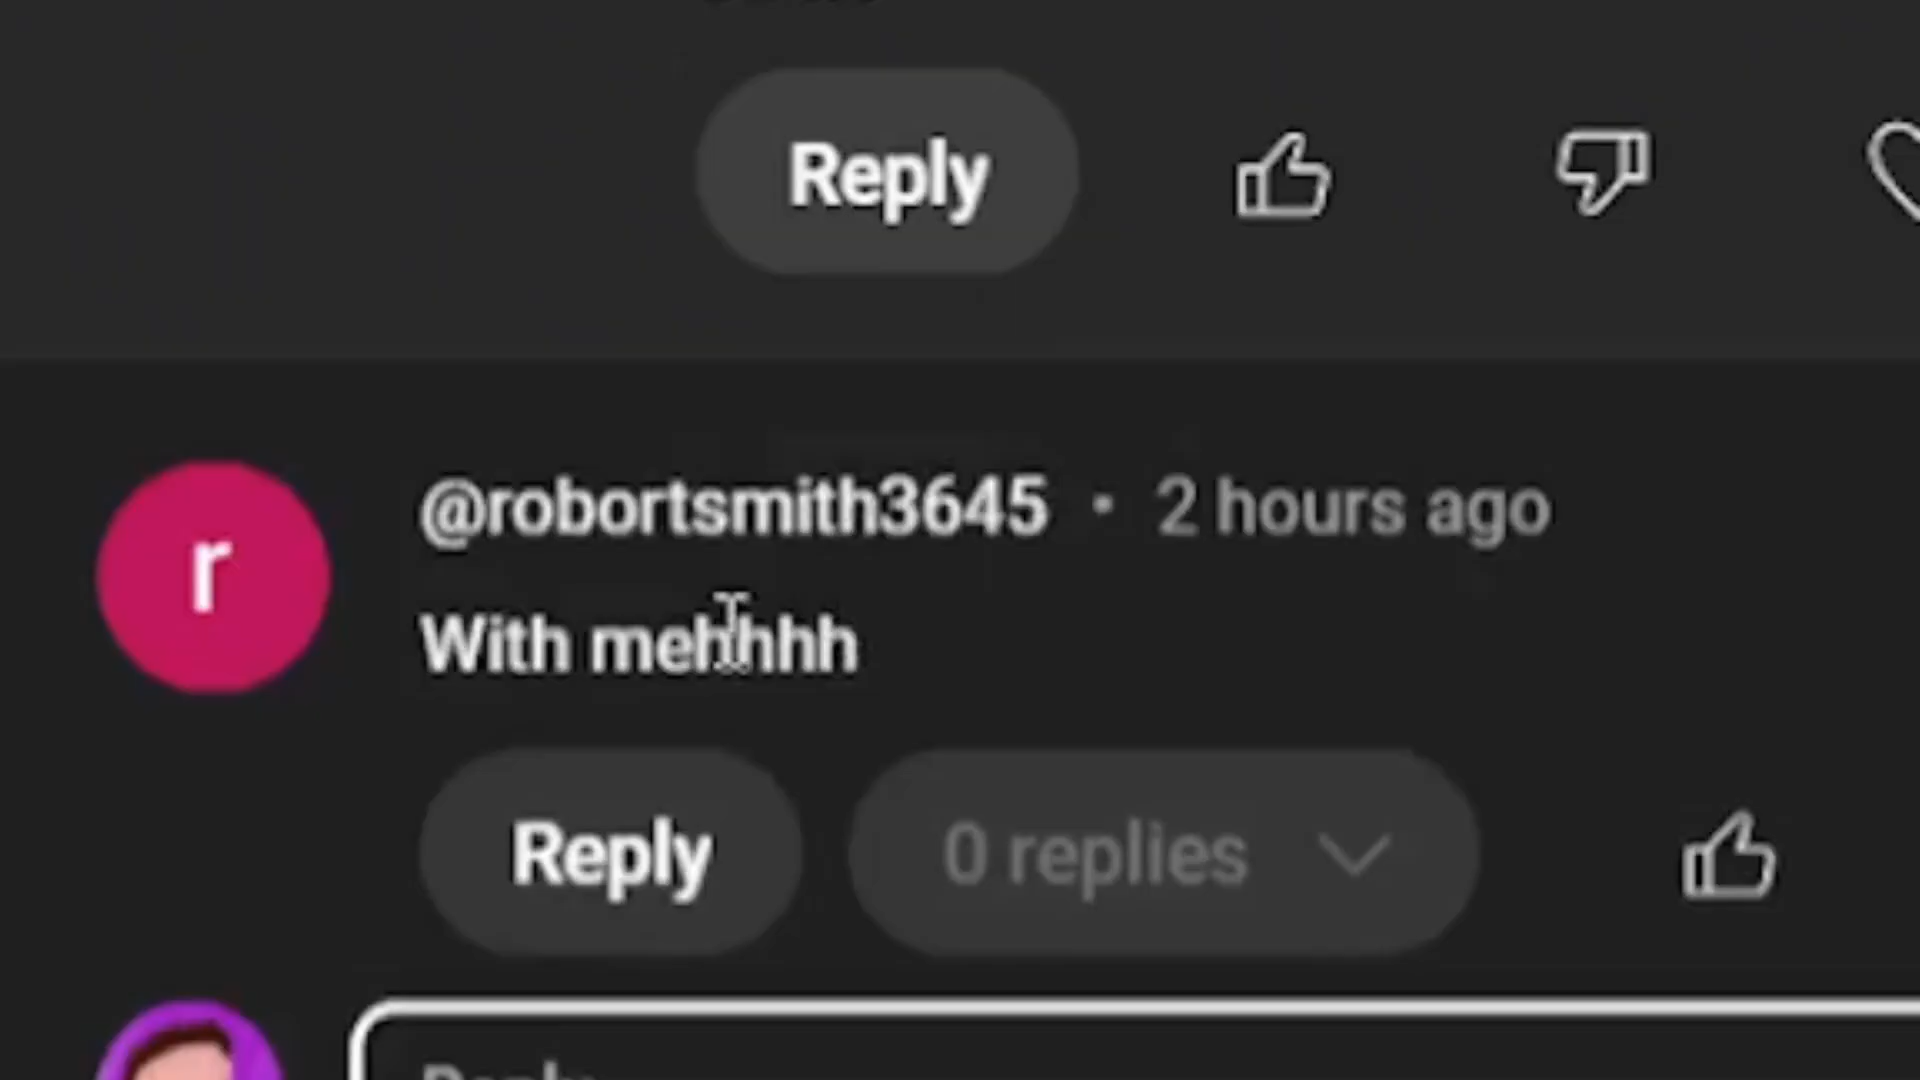 Reply
r
@robortsmith3645 • 2 hours ago
With mehhhh
Reply
0 replies